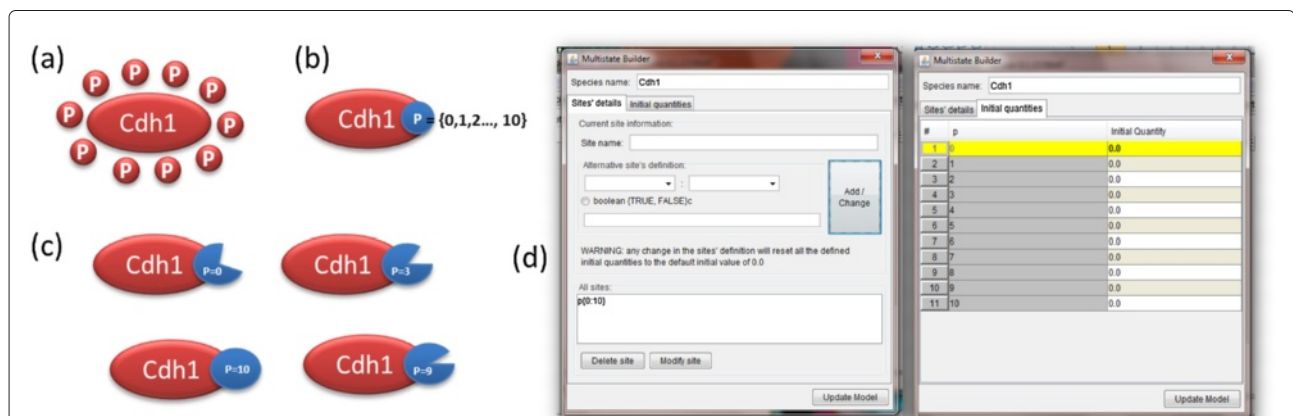 (a)
P P P P P P P P P P
Cdh1
(b)
Cdh1 P = {0,1,2..., 10}
(c)
Cdh1 P=0
Cdh1 P=3
Cdh1 P=10
Cdh1 P=9
(d)
Multistate Builder
Species name: Cdh1
Sites' details Initial quantities
Current site information:
Site name:
Alternative site's definition:
:
boolean (TRUE, FALSE)c
Add /
Change
WARNING: any change in the sites' definition will reset all the defined
initial quantities to the default initial value of 0.0
All sites:
p{0:10}
Delete site Modify site
Update Model
Multistate Builder
Species name: Cdh1
Sites' details Initial quantities
# p Initial Quantity
1 0 0.0
2 1 0.0
3 2 0.0
4 3 0.0
5 4 0.0
6 5 0.0
7 6 0.0
8 7 0.0
9 8 0.0
10 9 0.0
11 10 0.0
Update Model